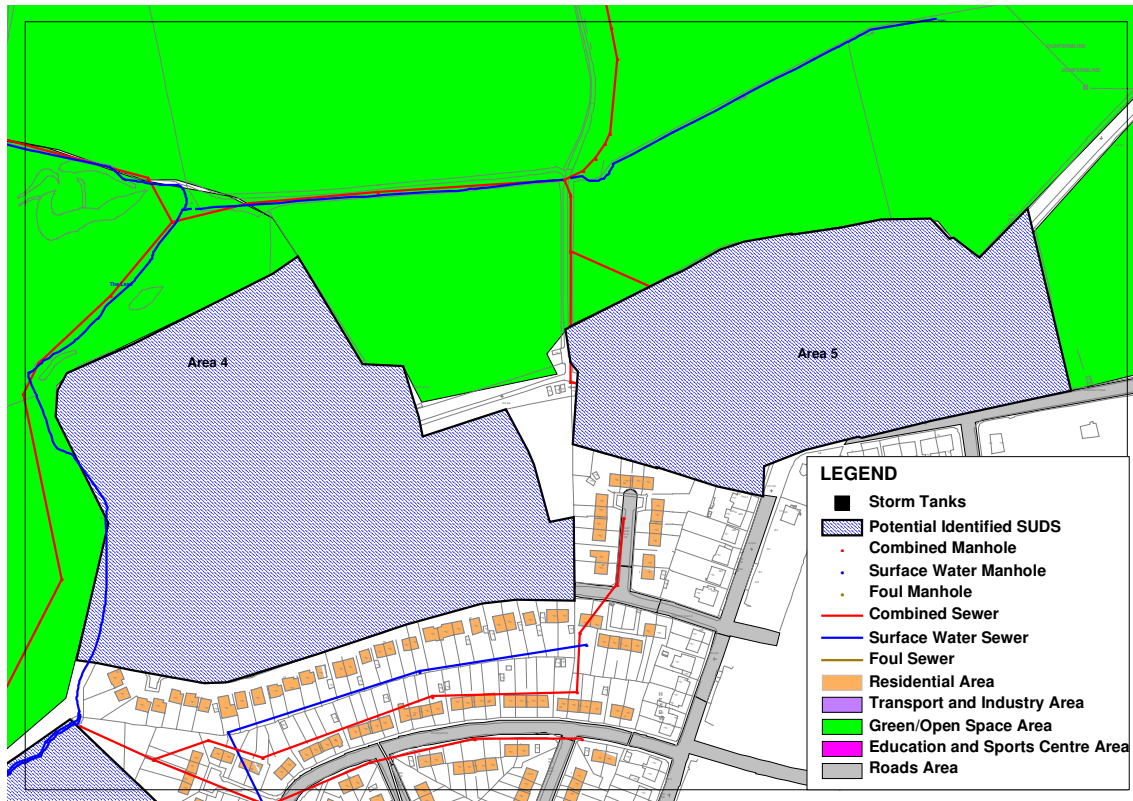 Area 4
Area 5
LEGEND
Storm Tanks
Potential Identified SUDS
Combined Manhole
Surface Water Manhole
Foul Manhole
Combined Sewer
Surface Water Sewer
Foul Sewer
Residential Area
Transport and Industry Area
Green/Open Space Area
Education and Sports Centre Area
Roads Area